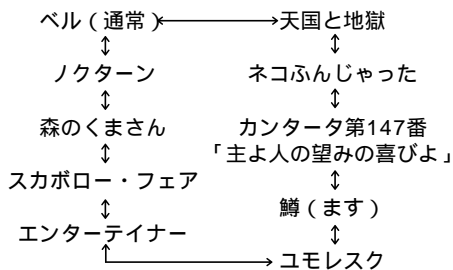 ベル（通常）
天国と地獄
ノクターン
ネコふんじゃった
森のくまさん
カンタータ第147番
「主よ人の望みの喜びよ」
スカボロー・フェア
鱒（ます）
エンターテイナー
ユモレスク